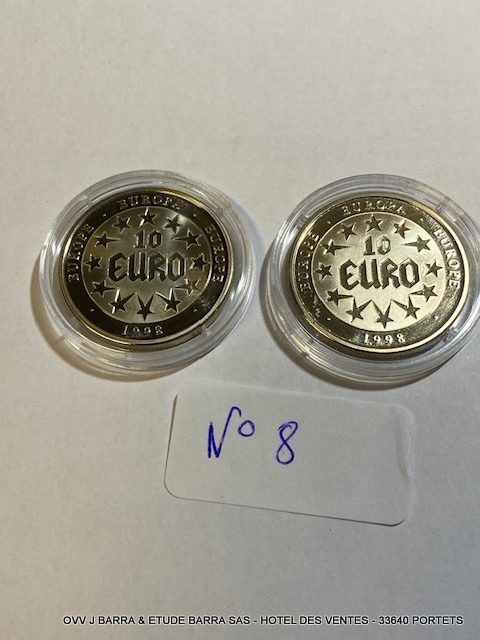 EUROPE · EUROPA · EUROPE
10
EURO
· 1998 ·
EUROPE · EUROPA · EUROPE
10
EURO
· 1998 ·
N° 8
OVV J BARRA & ETUDE BARRA SAS - HOTEL DES VENTES - 33640 PORTETS